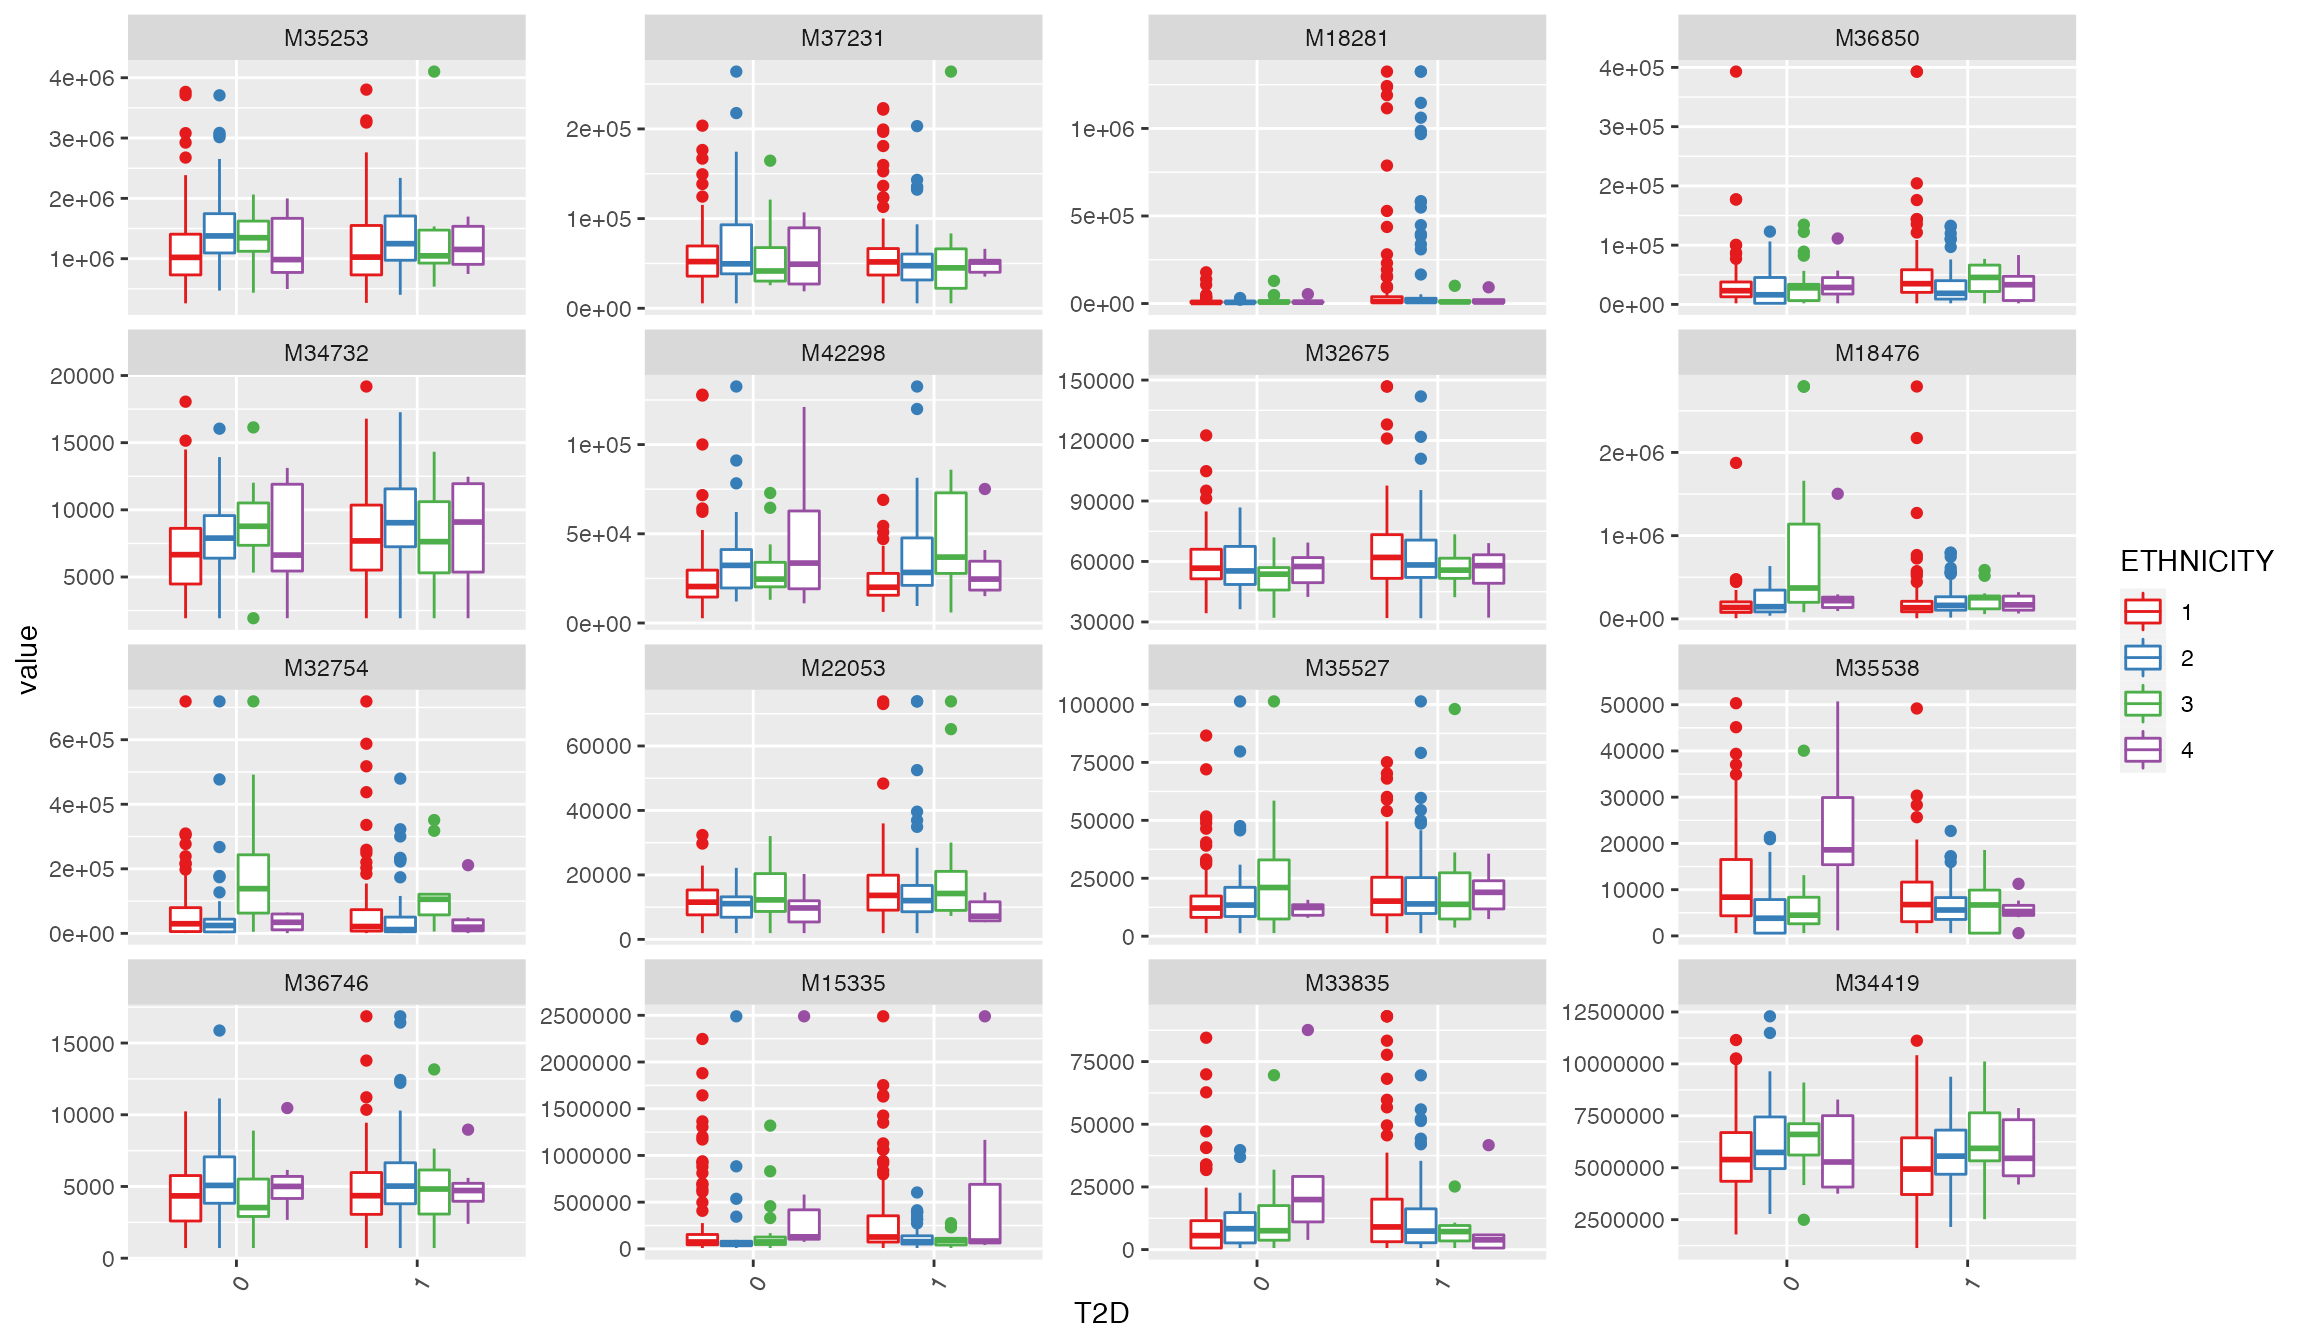 M35253
M37231
M18281
M36850
4e+06
3e+06
2e+06
1e+06
2e+05
1e+05
0e+00
1e+06
5e+05
0e+00
4e+05
3e+05
2e+05
1e+05
0e+00
M34732
M42298
M32675
M18476
20000
15000
10000
5000
1e+05
5e+04
0e+00
150000
120000
90000
60000
30000
2e+06
1e+06
0e+00
M32754
M22053
M35527
M35538
6e+05
4e+05
2e+05
0e+00
60000
40000
20000
0
100000
75000
50000
25000
0
50000
40000
30000
20000
10000
0
M36746
M15335
M33835
M34419
15000
10000
5000
0
2500000
2000000
1500000
1000000
500000
0
75000
50000
25000
0
12500000
10000000
7500000
5000000
2500000
0
1
0
1
0
1
0
1
T2D
value
ETHNICITY
1
2
3
4